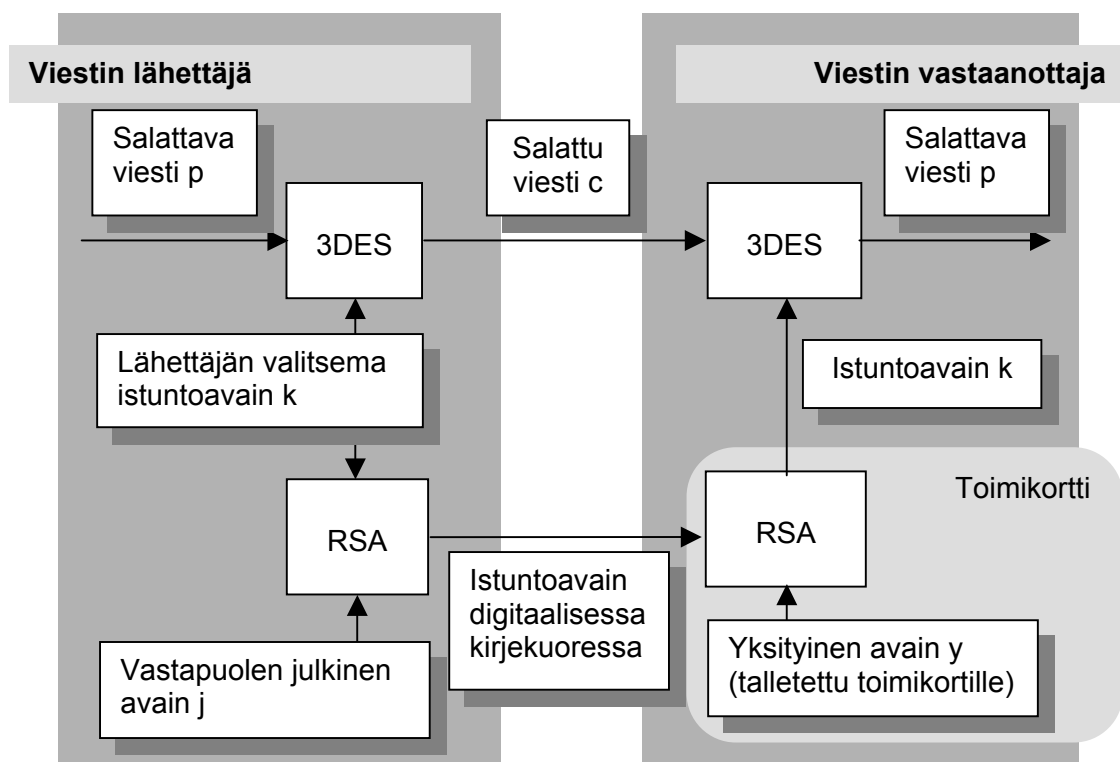 Viestin lähettäjä
Viestin vastaanottaja
Salattava
viesti p
Salattu
viesti c
Salattava
viesti p
3DES
3DES
Lähettäjän valitsema
istuntoavain k
Istuntoavain k
Toimikortti
RSA
RSA
Istuntoavain
digitaalisessa
kirjekuoressa
Vastapuolen julkinen
avain j
Yksityinen avain y
(talletettu toimikortille)